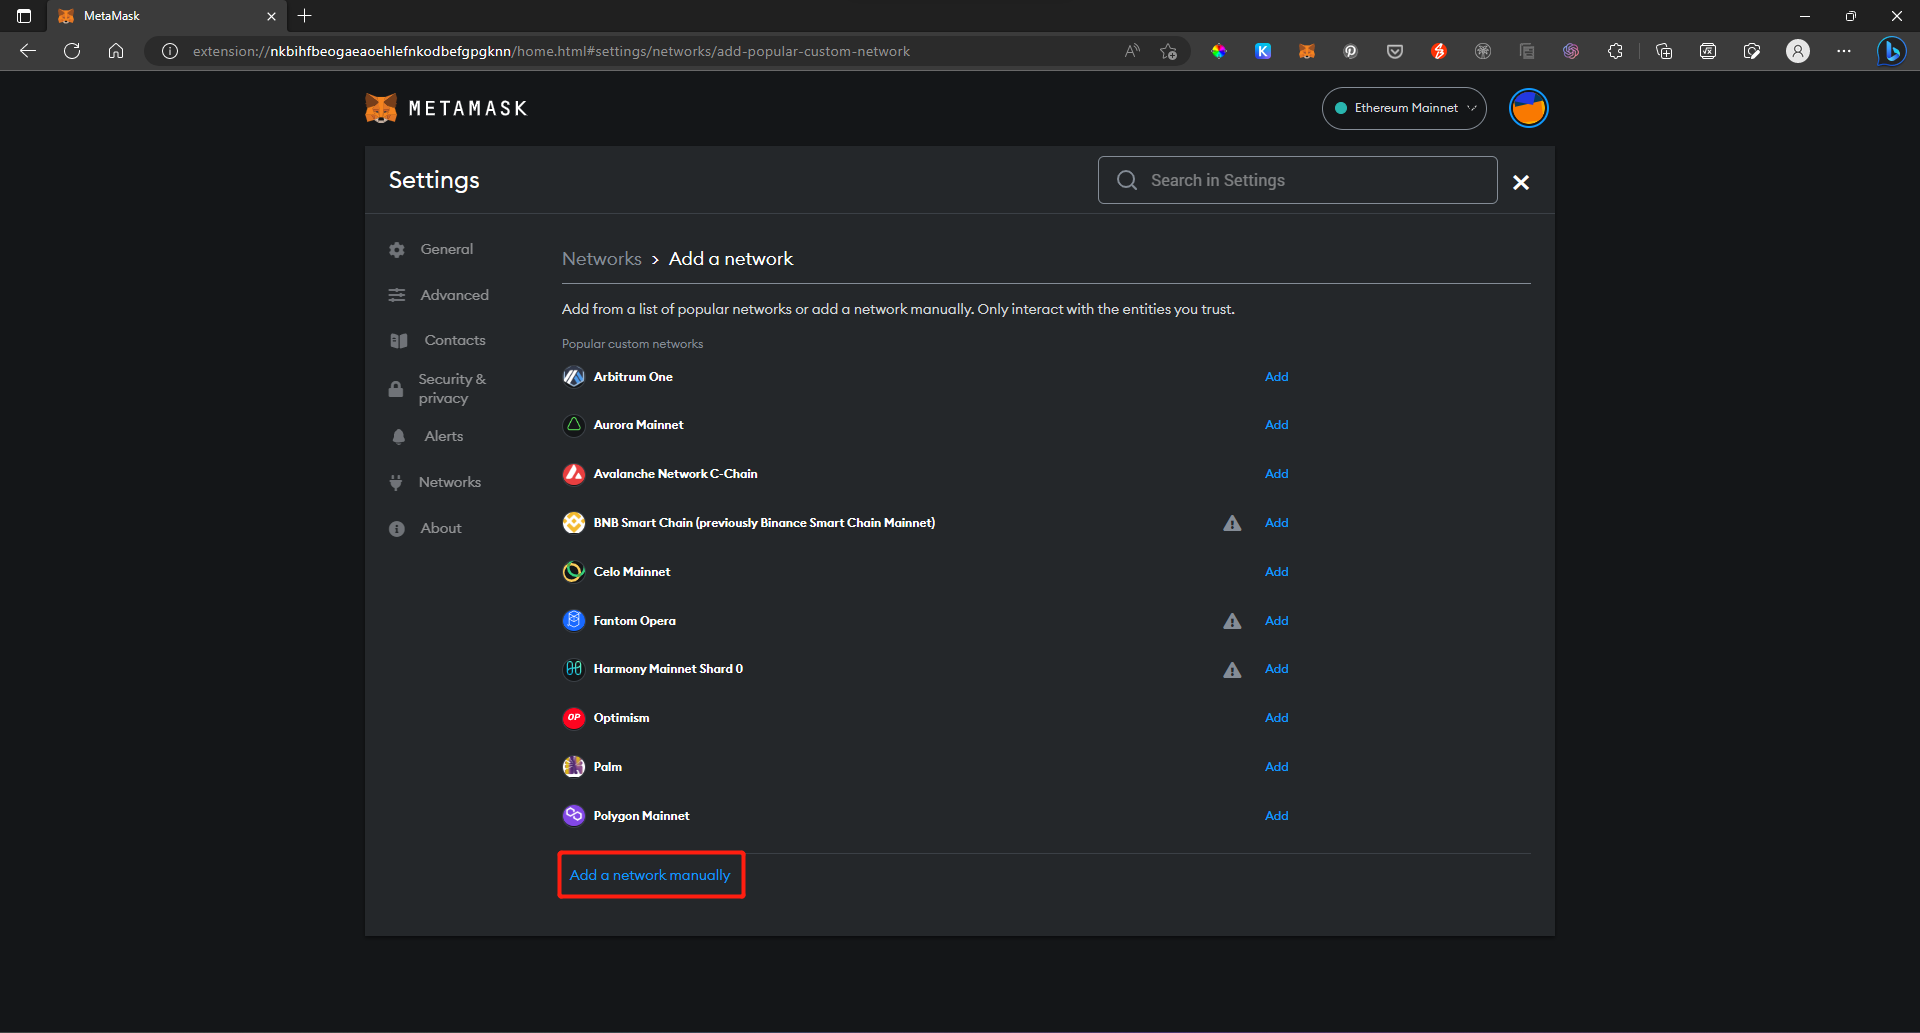 MetaMask
extension://nkbihfbeogaeaoehlefnkodbefgpgknn/home.html#settings/networks/add-popular-custom-network
METAMASK
Ethereum Mainnet
Settings
Search in Settings
General
Advanced
Contacts
Security &
privacy
Alerts
Networks
About
Networks > Add a network
Add from a list of popular networks or add a network manually. Only interact with the entities you trust.
Popular custom networks
Arbitrum One Add
Aurora Mainnet Add
Avalanche Network C-Chain Add
BNB Smart Chain (previously Binance Smart Chain Mainnet) Add
Celo Mainnet Add
Fantom Opera Add
Harmony Mainnet Shard 0 Add
OP Optimism Add
Palm Add
Polygon Mainnet Add
Add a network manually